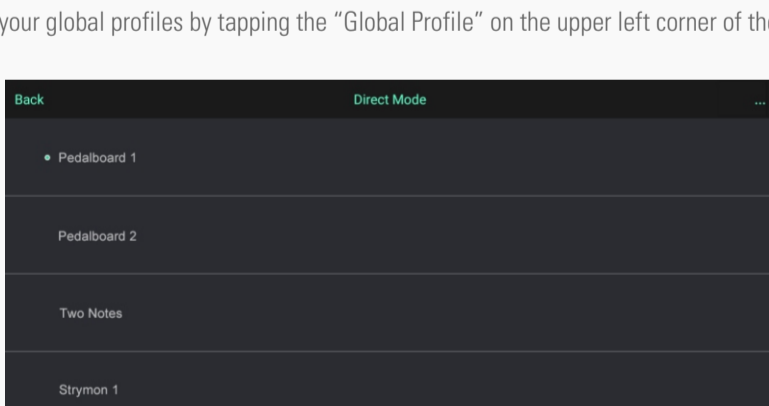 your global profiles by tapping the “Global Profile” on the upper left corner of the
Back Direct Mode ...
Pedalboard 1
Pedalboard 2
Two Notes
Strymon 1